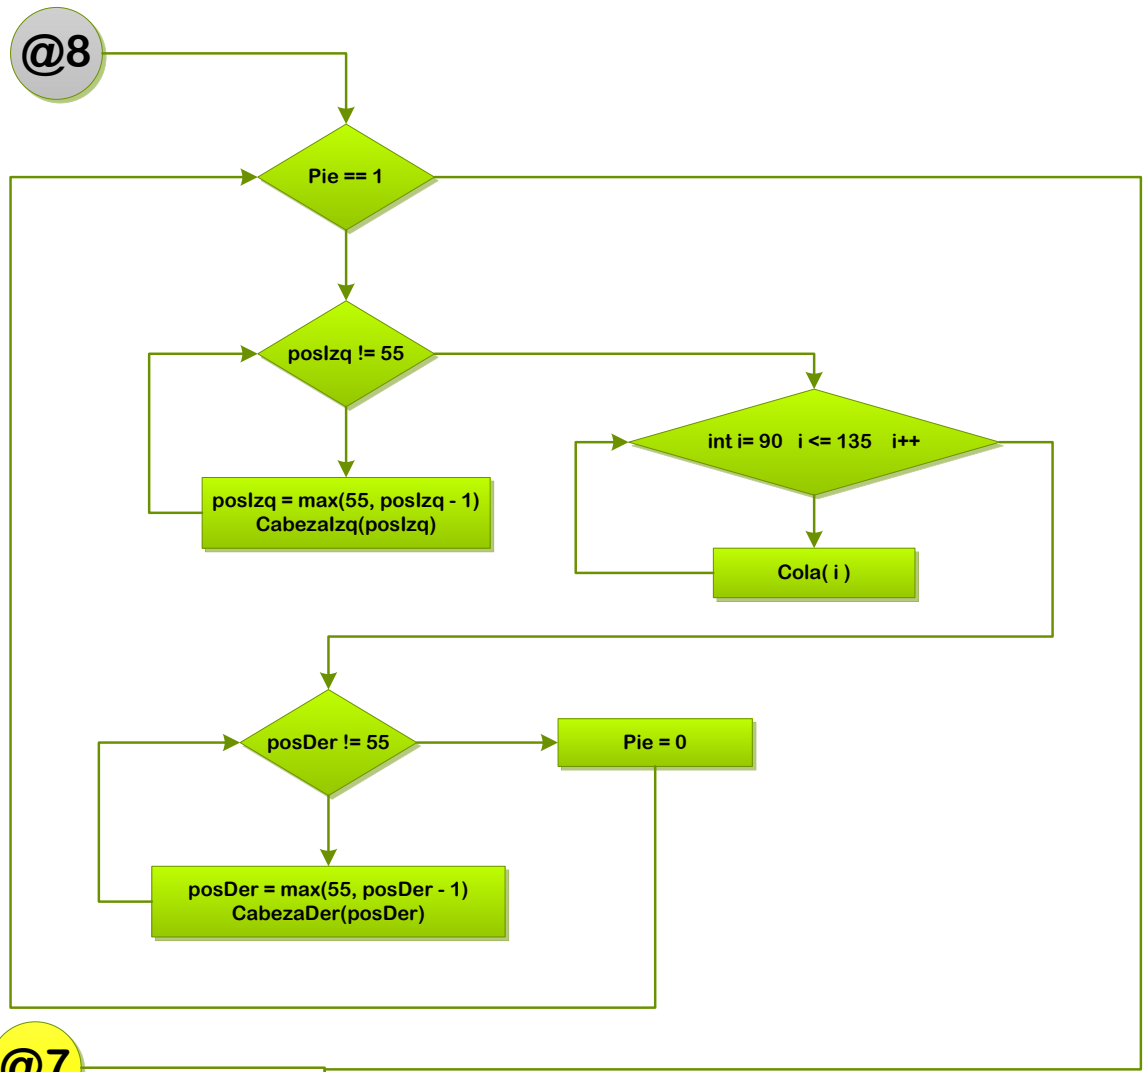 @8
Pie == 1
posIzq != 55
int i= 90 i <= 135 i++
posIzq = max(55, posIzq - 1)
CabezaIzq(posIzq)
Cola( i )
posDer != 55
Pie = 0
posDer = max(55, posDer - 1)
CabezaDer(posDer)
@7